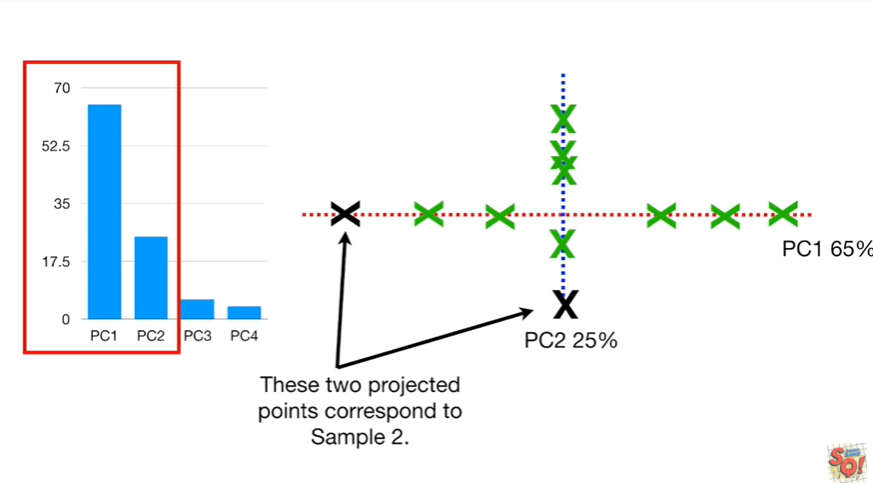 70
52.5
35
17.5
0
PC1
PC2
PC3
PC4
PC1 65%
PC2 25%
These two projected
points correspond to
Sample 2.
SQ!